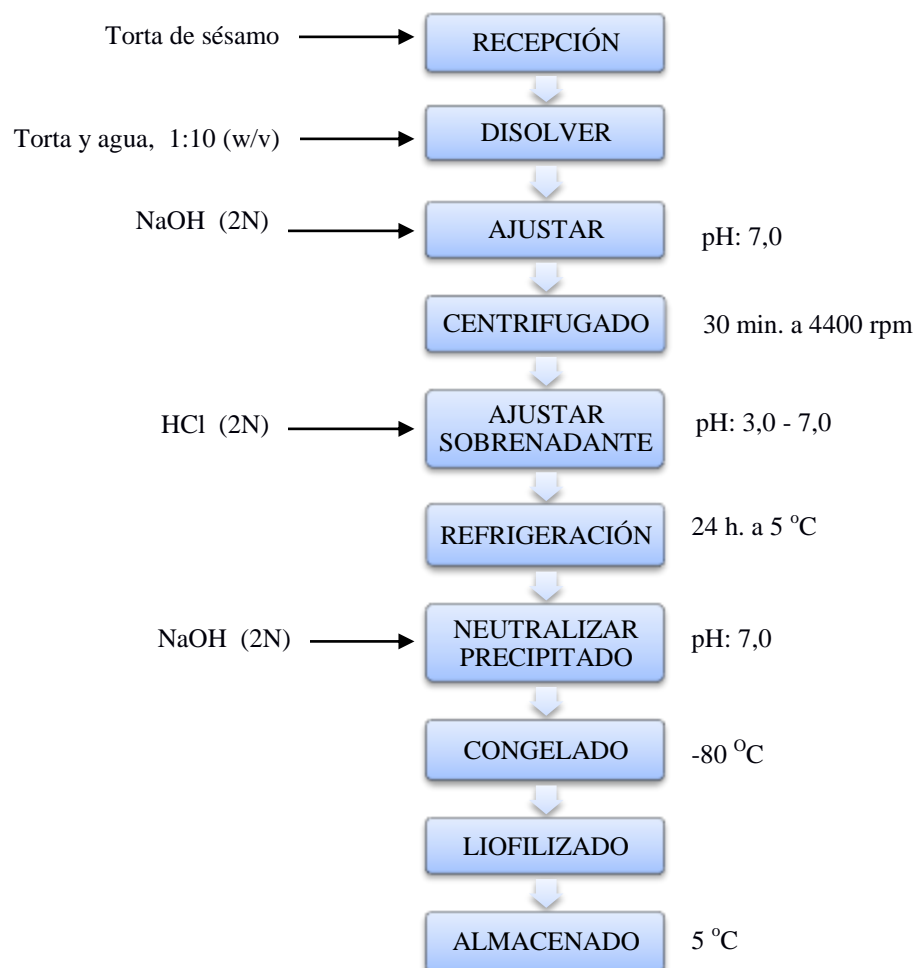 Torta de sésamo
RECEPCIÓN
Torta y agua, 1:10 (w/v)
DISOLVER
NaOH (2N)
AJUSTAR
pH: 7,0
CENTRIFUGADO
30 min. a 4400 rpm
HCl (2N)
AJUSTAR
SOBRENADANTE
pH: 3,0 - 7,0
REFRIGERACIÓN
24 h. a 5 °C
NaOH (2N)
NEUTRALIZAR
PRECIPITADO
pH: 7,0
CONGELADO
-80 °C
LIOFILIZADO
ALMACENADO
5 °C